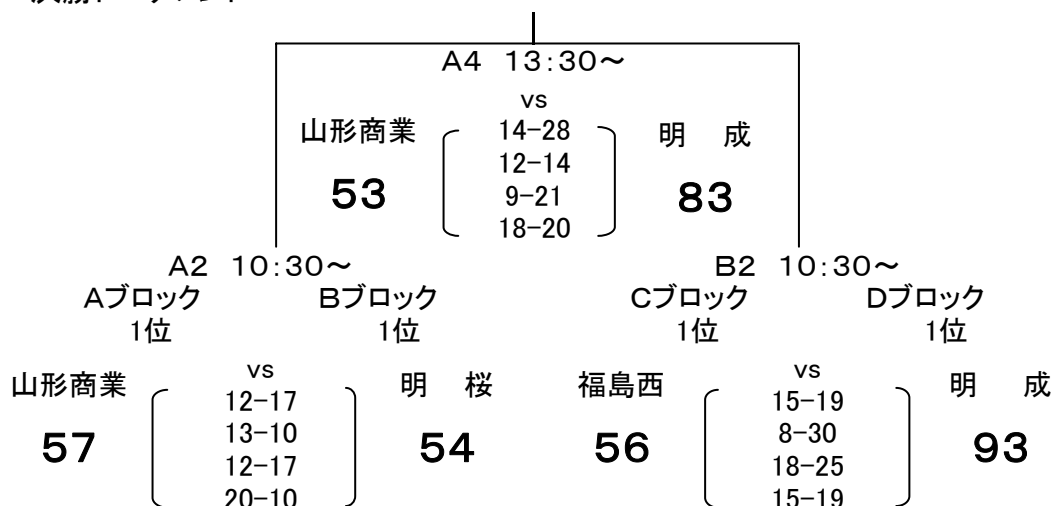 A4 13:30～
vs
山形商業 14-28 明 成
12-14
53 9-21 83
18-20
A2 10:30～ B2 10:30～
Aブロック Bブロック Cブロック Dブロック
1位 1位 1位 1位
山形商業 vs 明 桜 福島西 vs 明 成
12-17 15-19
57 13-10 54 56 8-30 93
12-17 18-25
20-10 15-19